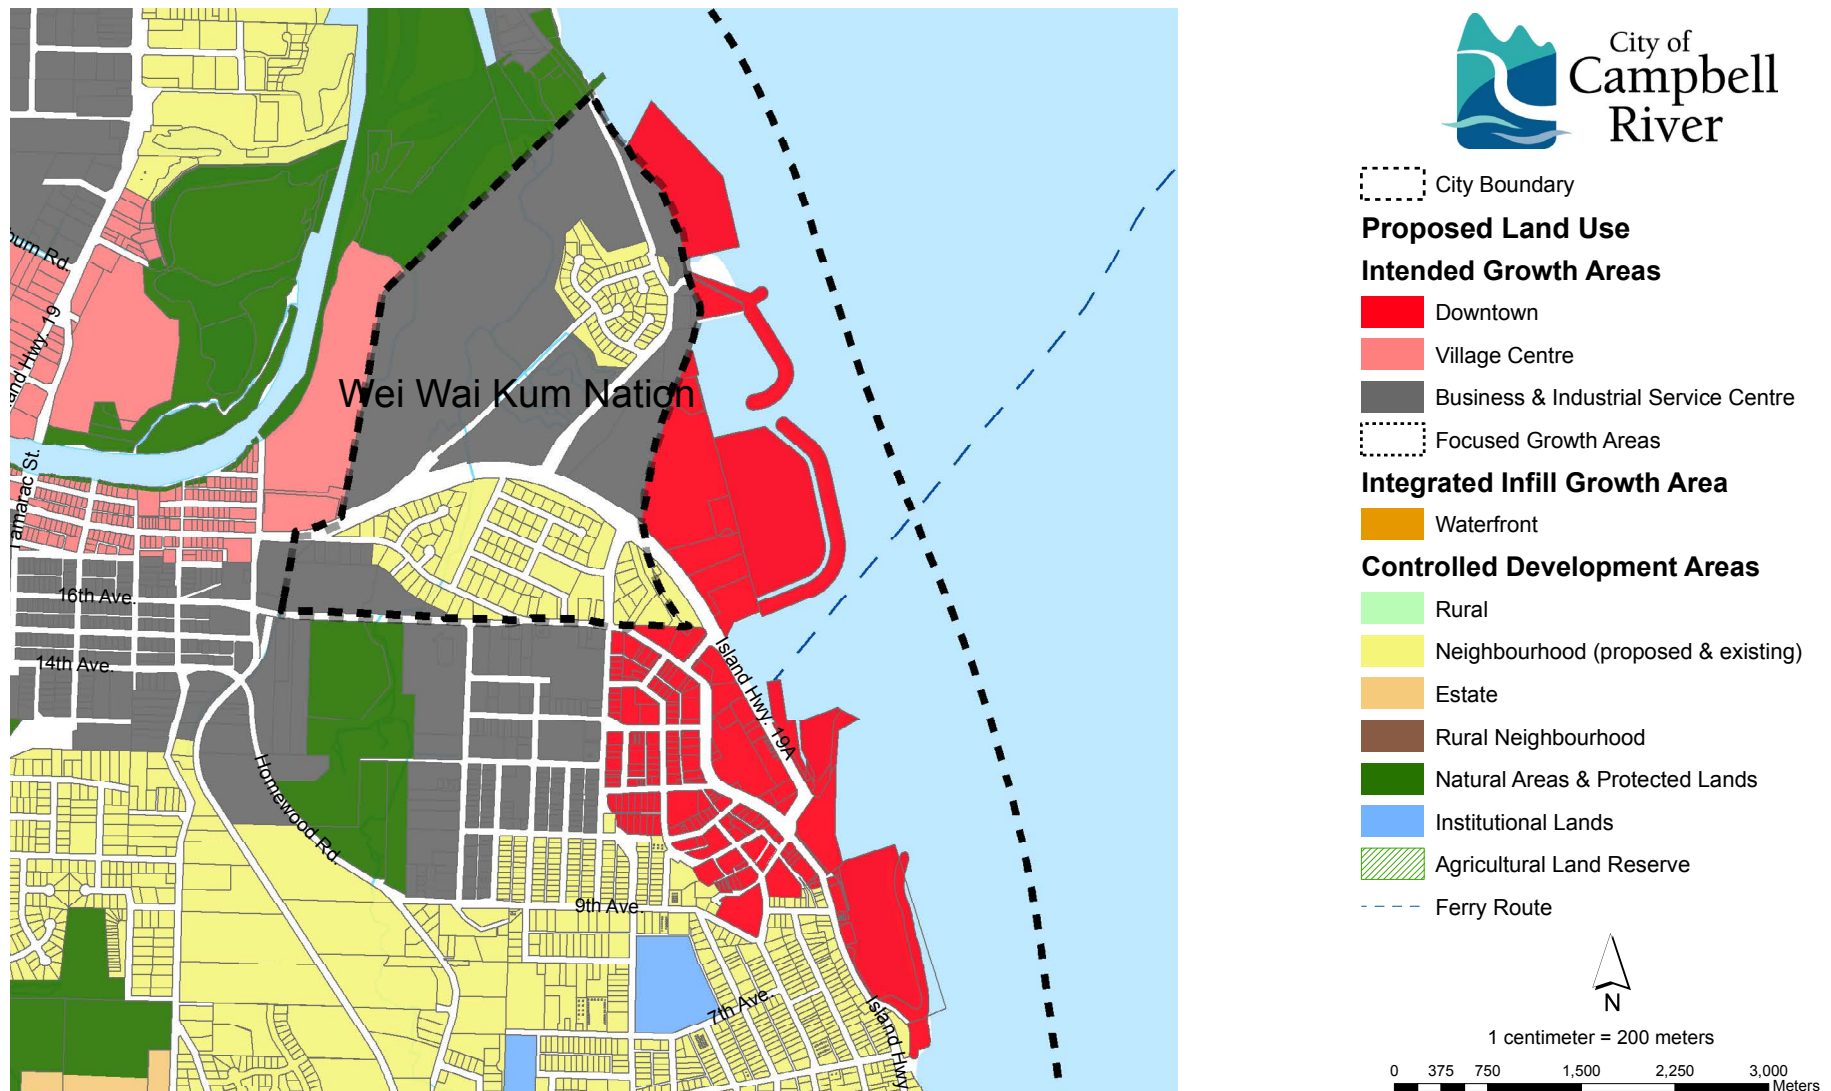 City of
Campbell
River
City Boundary
Proposed Land Use
Intended Growth Areas
Downtown
Village Centre
Business & Industrial Service Centre
Focused Growth Areas
Integrated Infill Growth Area
Waterfront
Controlled Development Areas
Rural
Neighbourhood (proposed & existing)
Estate
Rural Neighbourhood
Natural Areas & Protected Lands
Institutional Lands
Agricultural Land Reserve
Ferry Route
N
1 centimeter = 200 meters
0 375 750 1,500 2,250 3,000
Meters
Rd.
Hwy. 19
Wei Wai Kum Nation
Tamarac St.
16th Ave.
14th Ave.
Island Hwy. 19A
Homewood Rd.
9th Ave.
7th Ave.
Island Hwy